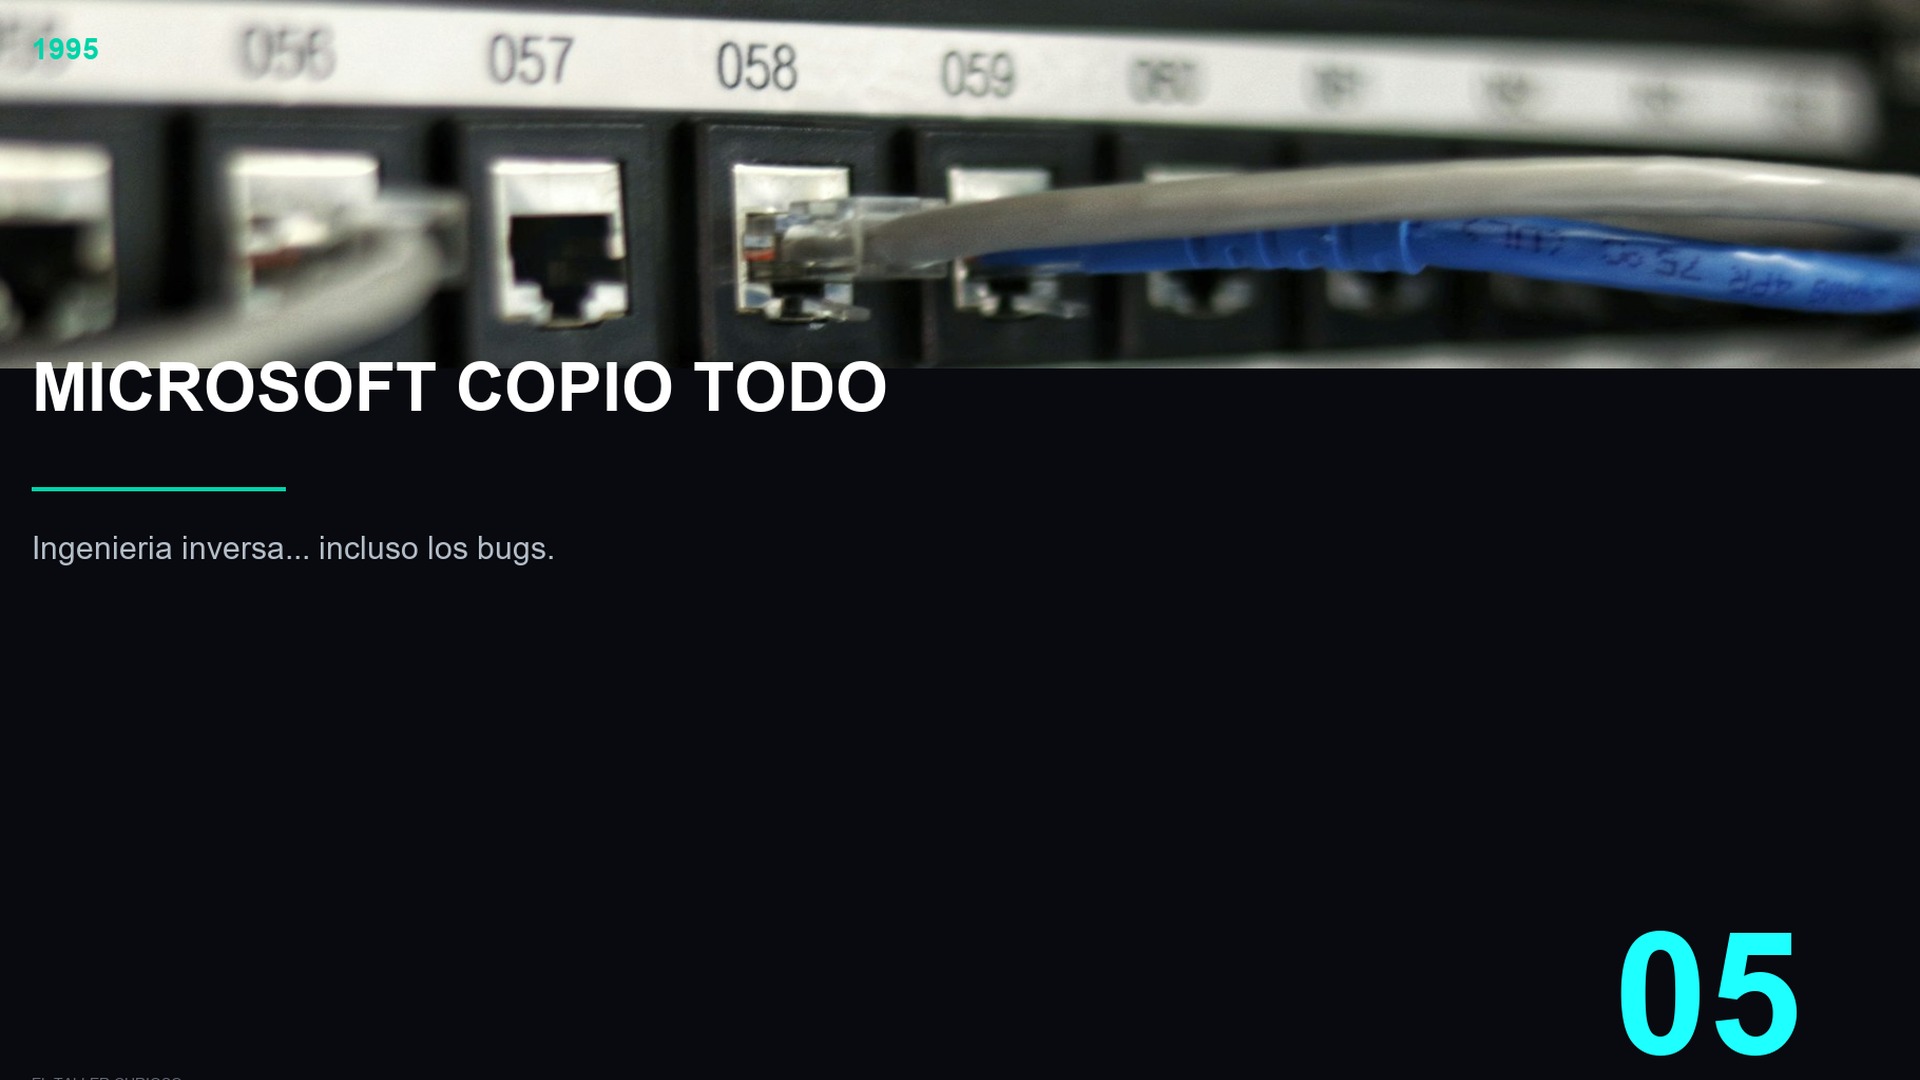 1995
056 057 058 059
MICROSOFT COPIO TODO
Ingenieria inversa... incluso los bugs.
05